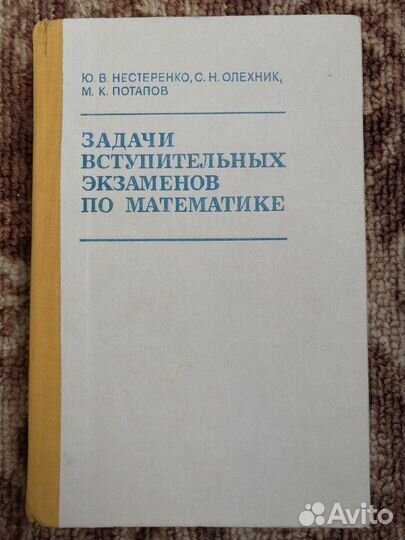 Ю. В. НЕСТЕРЕНКО, С. Н. ОЛЕХНИК,
М. К. ПОТАПОВ
ЗАДАЧИ
ВСТУПИТЕЛЬНЫХ
ЭКЗАМЕНОВ
ПО МАТЕМАТИКЕ
Avito